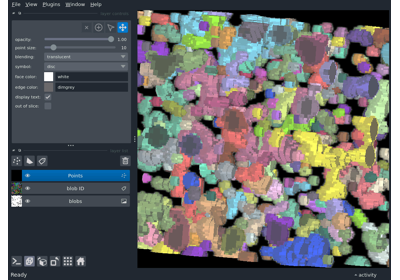 File View Plugins Window Help
opacity: 1.00
point size: 10
blending: translucent
symbol: disc
face color: white
edge color: dimgrey
display text:
out of slice:
Points
blob ID
blobs
Ready
activity